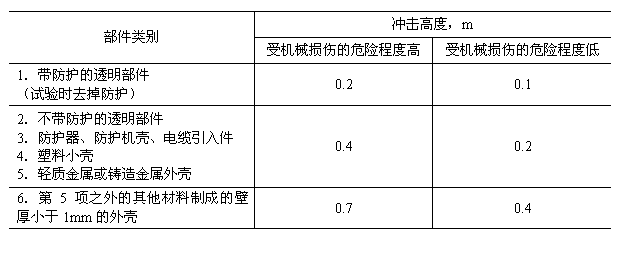 部件类别
冲击高度，m
受机械损伤的危险程度高
受机械损伤的危险程度低
1．带防护的透明部件
（试验时去掉防护）
0.2
0.1
2．不带防护的透明部件
3．防护器、防护机壳、电缆引入件
4．塑料小壳
5．轻质金属或铸造金属外壳
0.4
0.2
6．第 5 项之外的其他材料制成的壁
厚小于 1mm 的外壳
0.7
0.4